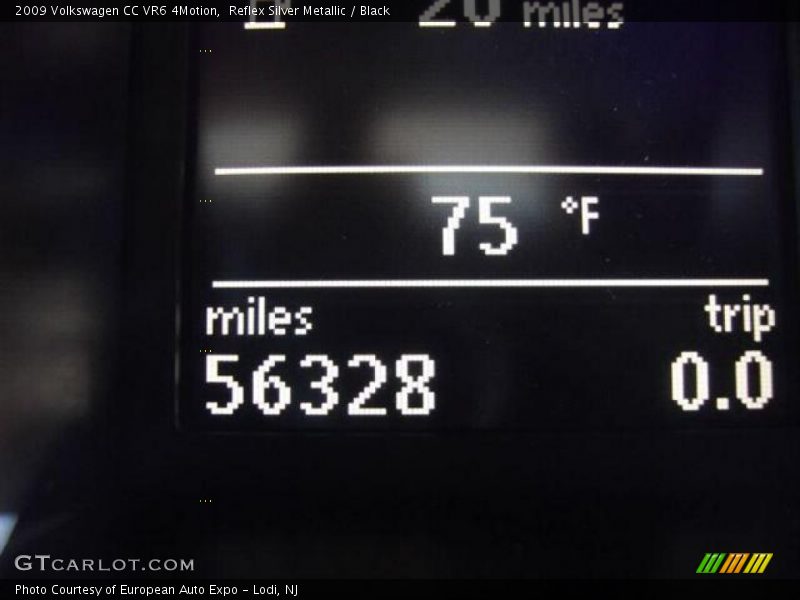 2009 Volkswagen CC VR6 4Motion,  Reflex Silver Metallic / Black
20 miles
75 °F
miles trip
56328 0.0
GTCARLOT.COM
Photo Courtesy of European Auto Expo - Lodi, NJ